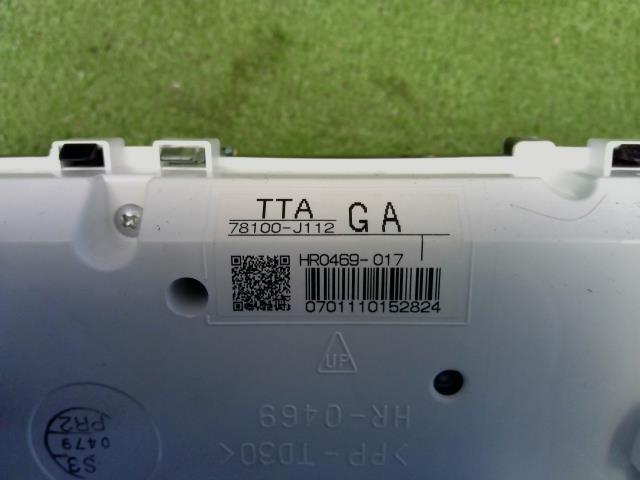 TTA GA
78100-J112
HR0469-017
0701110152824
UP
HR-0469
>PP-TD30<
S3
0479
PR2